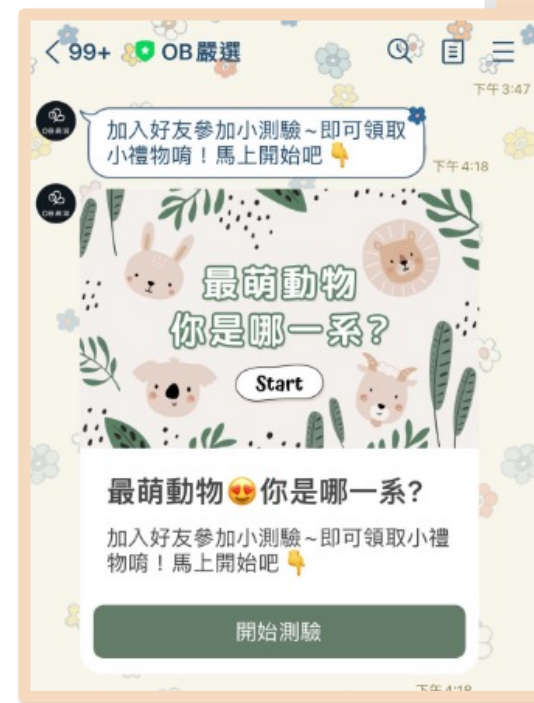 99+ OB嚴選
下午 3:47
加入好友參加小測驗~即可領取
小禮物唷！馬上開始吧👇
下午 4:18
最萌動物
你是哪一系?
Start
最萌動物😍你是哪一系?
加入好友參加小測驗~即可領取小禮
物唷！馬上開始吧👇
開始測驗
下午 4:18